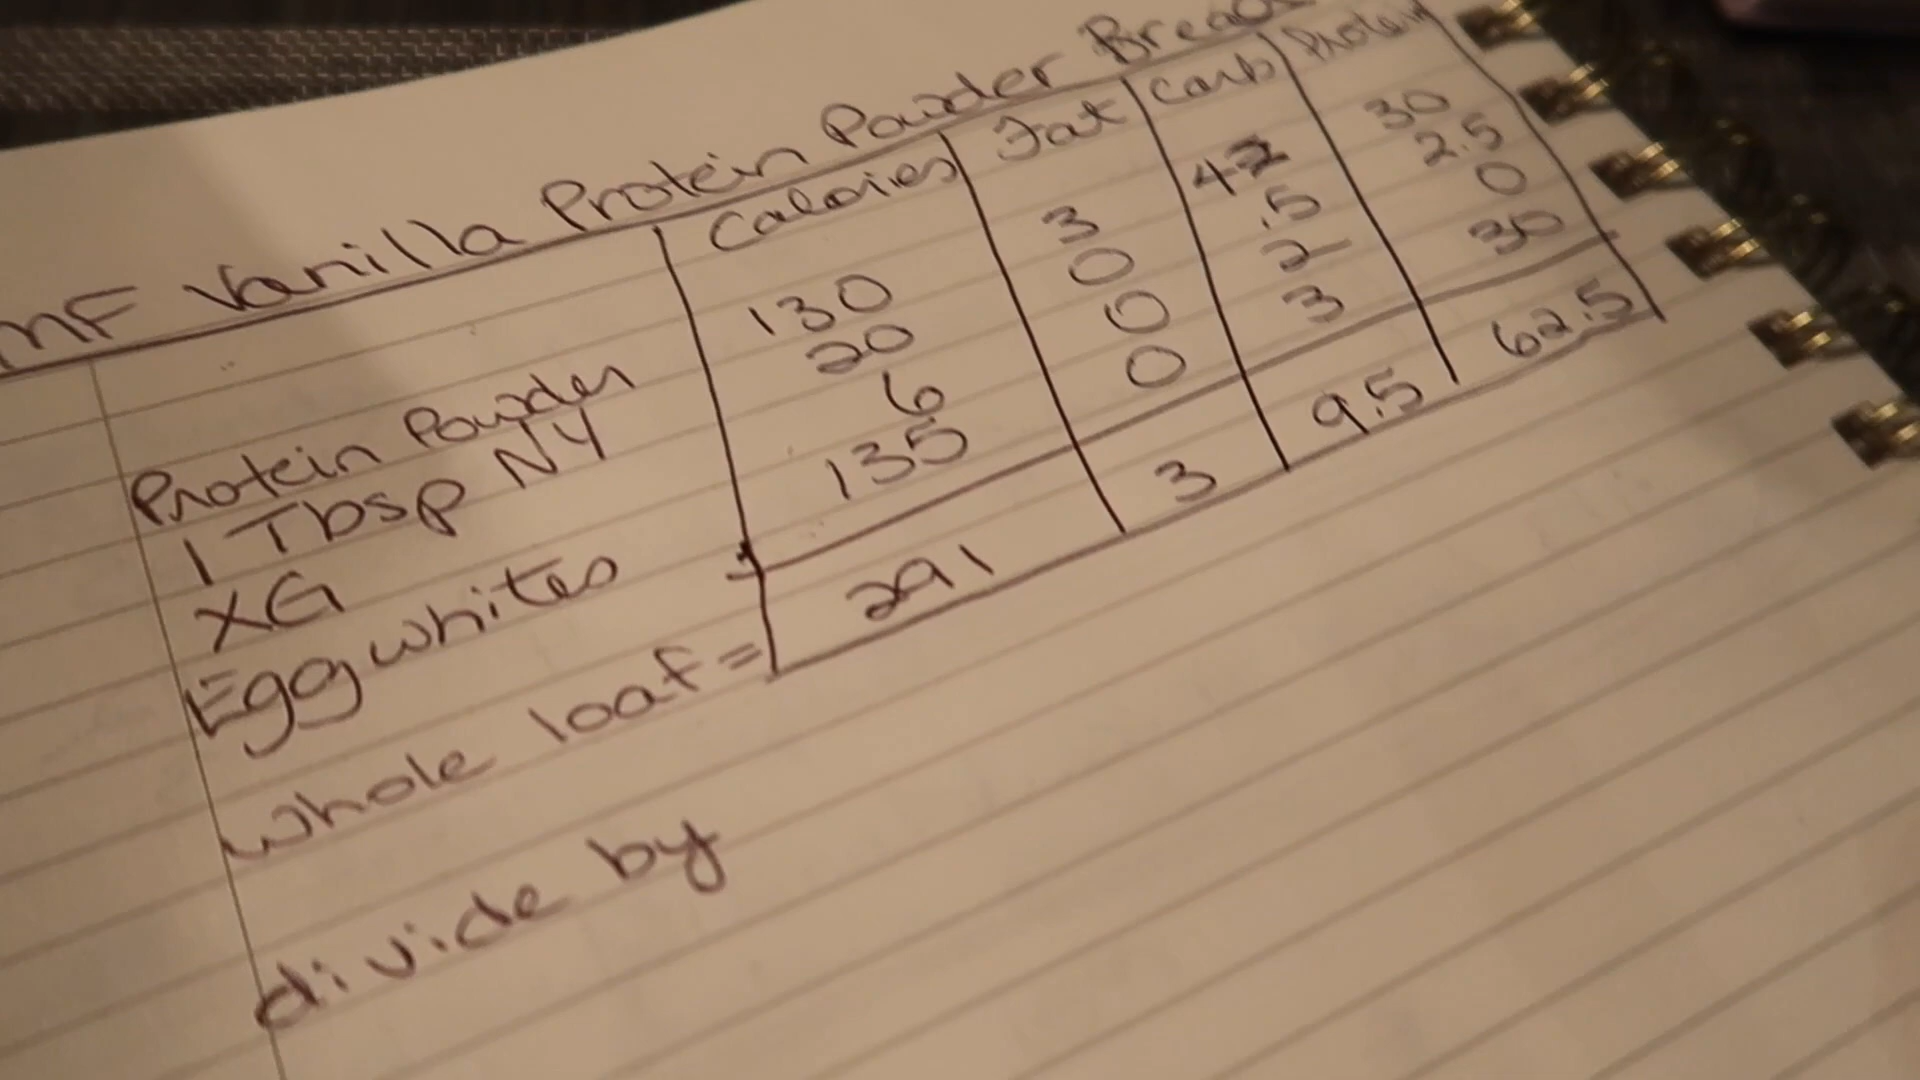 MF Vanilla Protein Powder Bread
Calories Fat Carb Protein
Protein Powder 130 3 4 30
1 Tbsp NY 20 0 .5 2.5
XG 6 0 2 0
Egg whites 135 0 3 30
whole loaf = 291 3 9.5 62.5
divide by